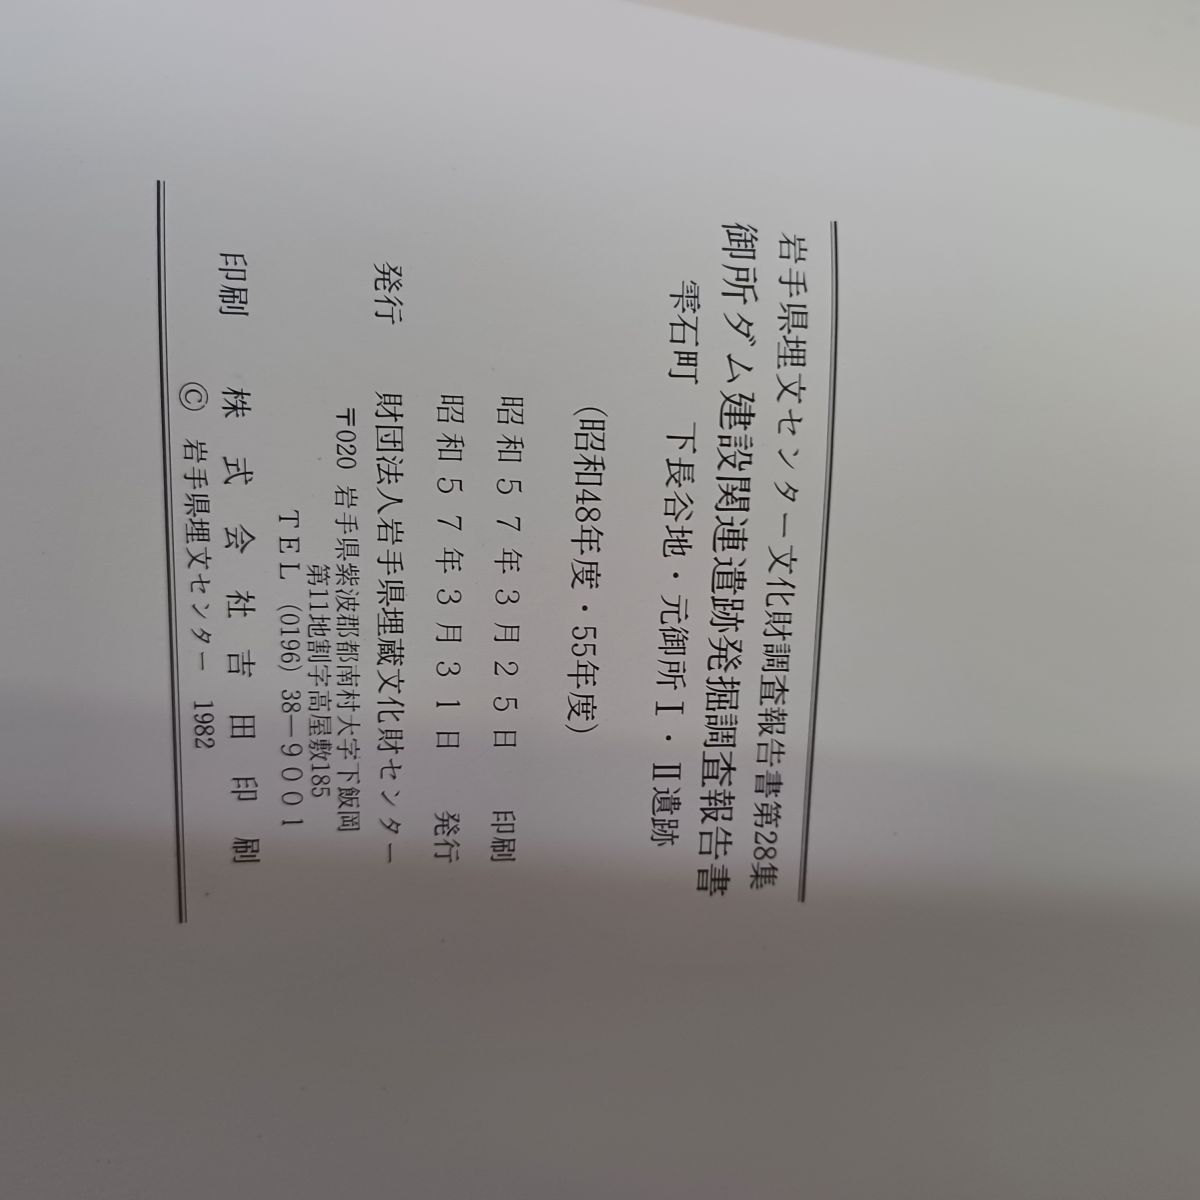 岩手県埋文センター文化財調査報告書第28集
御所ダム建設関連遺跡発掘調査報告書
雫石町 下長谷地・元御所Ⅰ・Ⅱ遺跡
(昭和48年度・55年度)
昭和57年3月25日 印刷
昭和57年3月31日 発行
発行 財団法人岩手県埋蔵文化財センター
〒020 岩手県紫波郡都南村大字下飯岡
第11地割字高屋敷185
TEL (0196) 38-9001
印刷 株式会社吉田印刷
© 岩手県埋文センター 1982